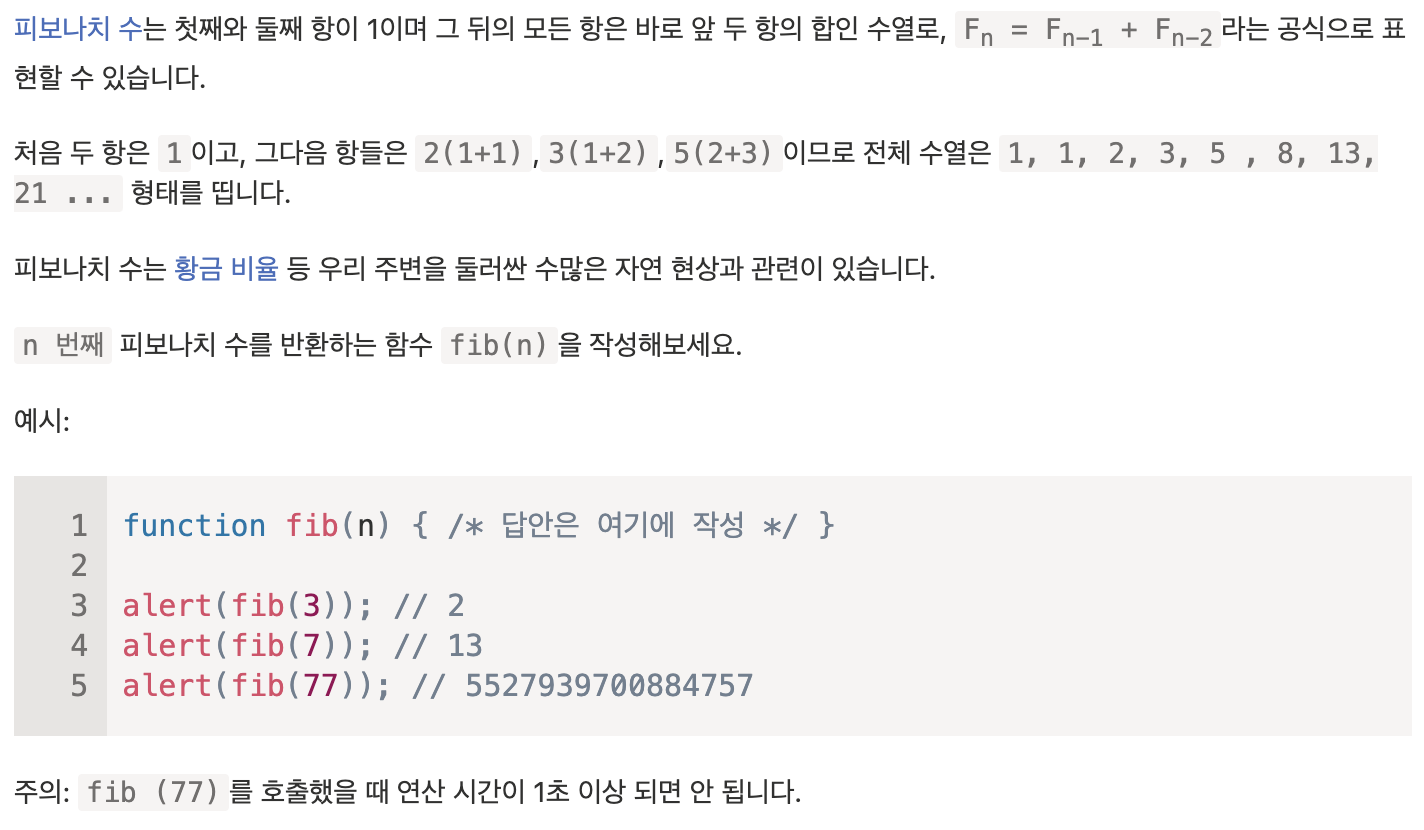 피보나치 수는 첫째와 둘째 항이 1이며 그 뒤의 모든 항은 바로 앞 두 항의 합인 수열로, Fn = Fn-1 + Fn-2라는 공식으로 표
현할 수 있습니다.
처음 두 항은 1이고, 그다음 항들은 2(1+1),3(1+2),5(2+3)이므로 전체 수열은 1, 1, 2, 3, 5 , 8, 13,
21 ... 형태를 띱니다.
피보나치 수는 황금 비율 등 우리 주변을 둘러싼 수많은 자연 현상과 관련이 있습니다.
n 번째 피보나치 수를 반환하는 함수 fib(n)을 작성해보세요.
예시:
1 function fib(n) { /* 답안은 여기에 작성 */ }
2
3 alert(fib(3)); // 2
4 alert(fib(7)); // 13
5 alert(fib(77)); // 5527939700884757
주의: fib (77)를 호출했을 때 연산 시간이 1초 이상 되면 안 됩니다.